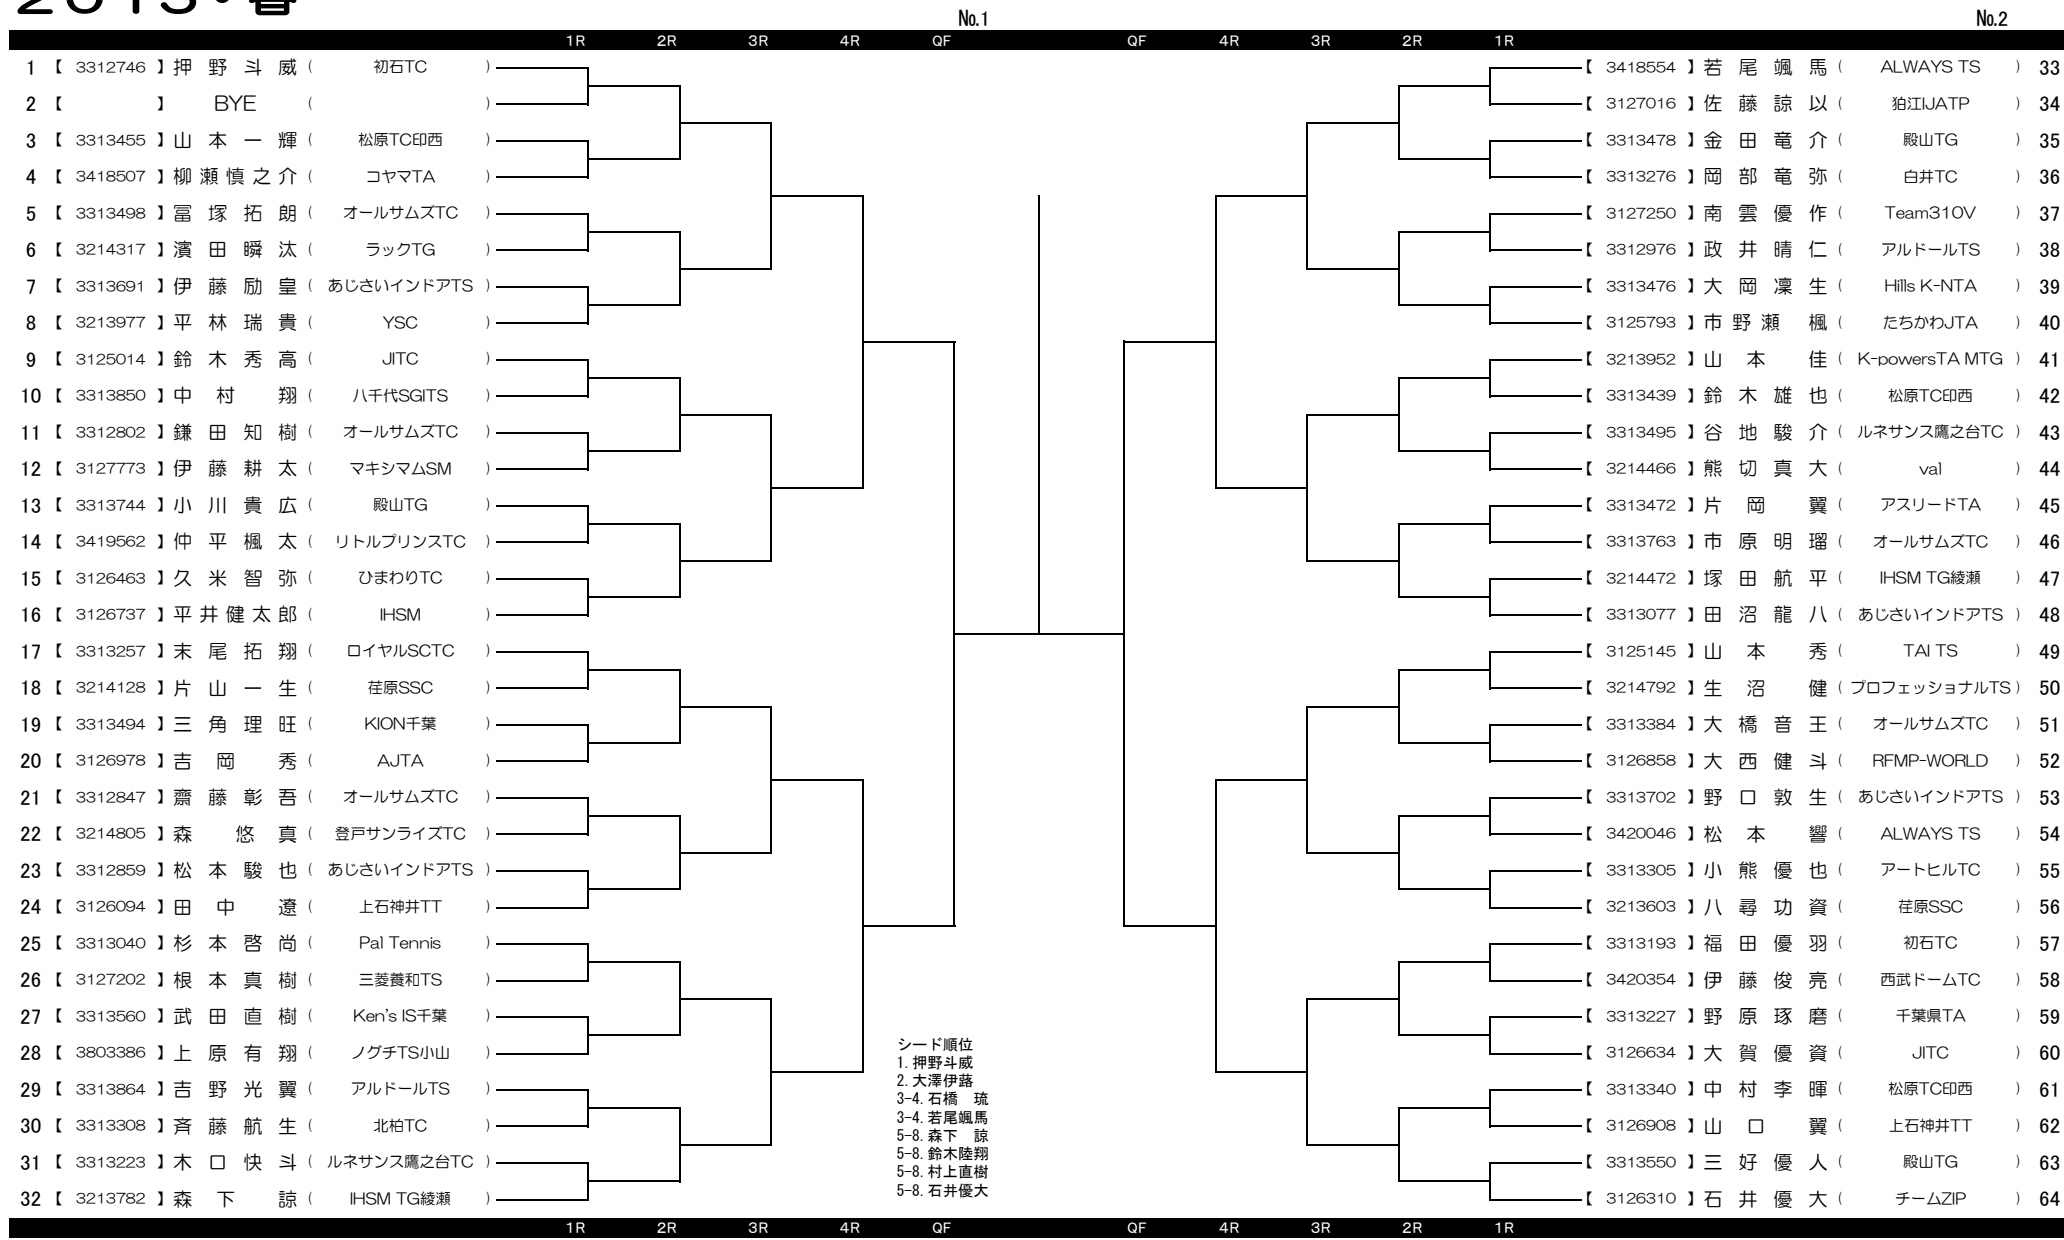 2013・春
No.1
No.2
1R 2R 3R 4R QF QF 4R 3R 2R 1R
1 【 3312746 】 押野斗威 ( 初石TC )
2 【 】 BYE ( )
3 【 3313455 】 山本一輝 ( 松原TC印西 )
4 【 3418507 】 柳瀬慎之介 ( コヤマTA )
5 【 3313498 】 冨塚拓朗 ( オールサムズTC )
6 【 3214317 】 濱田瞬汰 ( ラックTG )
7 【 3313691 】 伊藤励皇 ( あじさいインドアTS )
8 【 3213977 】 平林瑞貴 ( YSC )
9 【 3125014 】 鈴木秀高 ( JITC )
10 【 3313850 】 中村 翔 ( 八千代SGITS )
11 【 3312802 】 鎌田知樹 ( オールサムズTC )
12 【 3127773 】 伊藤耕太 ( マキシマムSM )
13 【 3313744 】 小川貴広 ( 殿山TG )
14 【 3419562 】 仲平楓太 ( リトルプリンスTC )
15 【 3126463 】 久米智弥 ( ひまわりTC )
16 【 3126737 】 平井健太郎 ( IHSM )
17 【 3313257 】 末尾拓翔 ( ロイヤルSCTC )
18 【 3214128 】 片山一生 ( 荏原SSC )
19 【 3313494 】 三角理旺 ( KION千葉 )
20 【 3126978 】 吉岡 秀 ( AJTA )
21 【 3312847 】 齋藤彰吾 ( オールサムズTC )
22 【 3214805 】 森 悠真 ( 登戸サンライズTC )
23 【 3312859 】 松本駿也 ( あじさいインドアTS )
24 【 3126094 】 田中 遼 ( 上石神井TT )
25 【 3313040 】 杉本啓尚 ( Pal Tennis )
26 【 3127202 】 根本真樹 ( 三菱養和TS )
27 【 3313560 】 武田直樹 ( Ken's IS千葉 )
28 【 3803386 】 上原有翔 ( ノグチTS小山 )
29 【 3313864 】 吉野光翼 ( アルドールTS )
30 【 3313308 】 斉藤航生 ( 北柏TC )
31 【 3313223 】 木口快斗 ( ルネサンス鷹之台TC )
32 【 3213782 】 森下 諒 ( IHSM TG綾瀬 )
シード順位
1. 押野斗威
2. 大澤伊蕗
3-4. 石橋 琉
3-4. 若尾颯馬
5-8. 森下 諒
5-8. 鈴木陸翔
5-8. 村上直樹
5-8. 石井優大
【 3418554 】 若尾颯馬 ( ALWAYS TS ) 33
【 3127016 】 佐藤諒以 ( 狛江IJATP ) 34
【 3313478 】 金田竜介 ( 殿山TG ) 35
【 3313276 】 岡部竜弥 ( 白井TC ) 36
【 3127250 】 南雲優作 ( Team310V ) 37
【 3312976 】 政井晴仁 ( アルドールTS ) 38
【 3313476 】 大岡凜生 ( Hills K-NTA ) 39
【 3125793 】 市野瀬 楓 ( たちかわJTA ) 40
【 3213952 】 山本 佳 ( K-powersTA MTG ) 41
【 3313439 】 鈴木雄也 ( 松原TC印西 ) 42
【 3313495 】 谷地駿介 ( ルネサンス鷹之台TC ) 43
【 3214466 】 熊切真大 ( val ) 44
【 3313472 】 片岡 翼 ( アスリードTA ) 45
【 3313763 】 市原明瑠 ( オールサムズTC ) 46
【 3214472 】 塚田航平 ( IHSM TG綾瀬 ) 47
【 3313077 】 田沼龍八 ( あじさいインドアTS ) 48
【 3125145 】 山本 秀 ( TAI TS ) 49
【 3214792 】 生沼 健 ( プロフェッショナルTS ) 50
【 3313384 】 大橋音王 ( オールサムズTC ) 51
【 3126858 】 大西健斗 ( RFMP-WORLD ) 52
【 3313702 】 野口敦生 ( あじさいインドアTS ) 53
【 3420046 】 松本 響 ( ALWAYS TS ) 54
【 3313305 】 小熊優也 ( アートヒルTC ) 55
【 3213603 】 八尋功資 ( 荏原SSC ) 56
【 3313193 】 福田優羽 ( 初石TC ) 57
【 3420354 】 伊藤俊亮 ( 西武ドームTC ) 58
【 3313227 】 野原琢磨 ( 千葉県TA ) 59
【 3126634 】 大賀優資 ( JITC ) 60
【 3313340 】 中村李暉 ( 松原TC印西 ) 61
【 3126908 】 山口 翼 ( 上石神井TT ) 62
【 3313550 】 三好優人 ( 殿山TG ) 63
【 3126310 】 石井優大 ( チームZIP ) 64
1R 2R 3R 4R QF QF 4R 3R 2R 1R